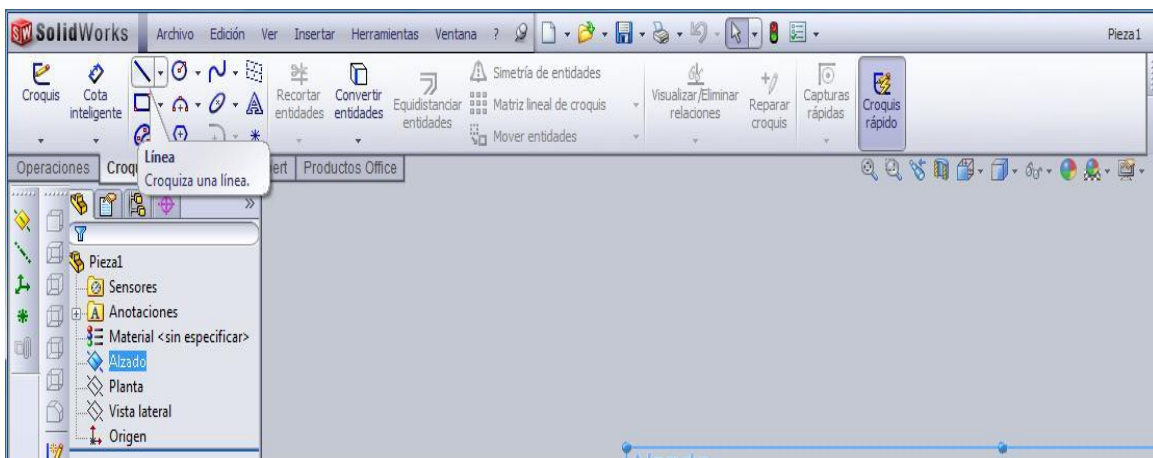 SolidWorks Archivo Edición Ver Insertar Herramientas Ventana ? Pieza1
Croquis
Cota inteligente
Recortar entidades
Convertir entidades
Equidistanciar entidades
Simetría de entidades
Matriz lineal de croquis
Mover entidades
Visualizar/Eliminar relaciones
Reparar croquis
Capturas rápidas
Croquis rápido
Línea
Croquiza una línea.
Operaciones Croq ert Productos Office
Pieza1
Sensores
Anotaciones
Material <sin especificar>
Alzado
Planta
Vista lateral
Origen